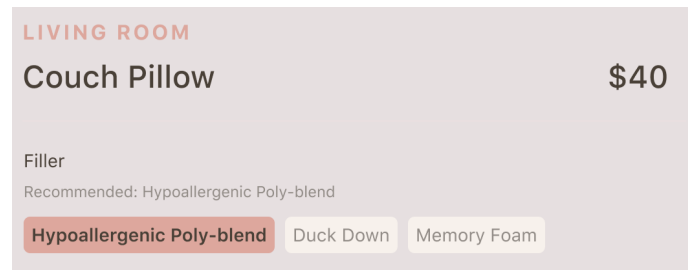 LIVING ROOM
Couch Pillow $40
Filler
Recommended: Hypoallergenic Poly-blend
Hypoallergenic Poly-blend Duck Down Memory Foam